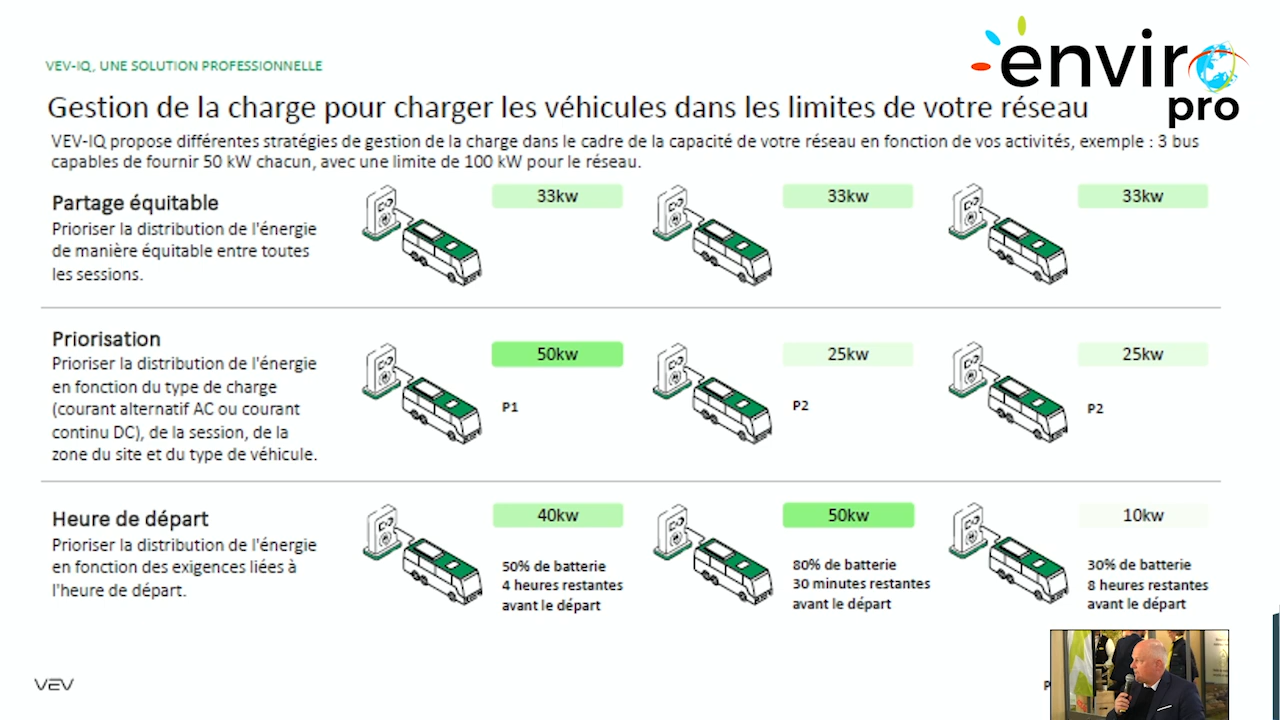 enviro
pro
VEV-IQ, UNE SOLUTION PROFESSIONNELLE
Gestion de la charge pour charger les véhicules dans les limites de votre réseau
VEV-IQ propose différentes stratégies de gestion de la charge dans le cadre de la capacité de votre réseau en fonction de vos activités, exemple : 3 bus
capables de fournir 50 kW chacun, avec une limite de 100 kW pour le réseau.
Partage équitable
Prioriser la distribution de l'énergie
de manière équitable entre toutes
les sessions.
33kw
33kw
33kw
Priorisation
Prioriser la distribution de l'énergie
en fonction du type de charge
(courant alternatif AC ou courant
continu DC), de la session, de la
zone du site et du type de véhicule.
50kw
P1
25kw
P2
25kw
P2
Heure de départ
Prioriser la distribution de l'énergie
en fonction des exigences liées à
l'heure de départ.
40kw
50% de batterie
4 heures restantes
avant le départ
50kw
80% de batterie
30 minutes restantes
avant le départ
10kw
30% de batterie
8 heures restantes
avant le départ
VEV